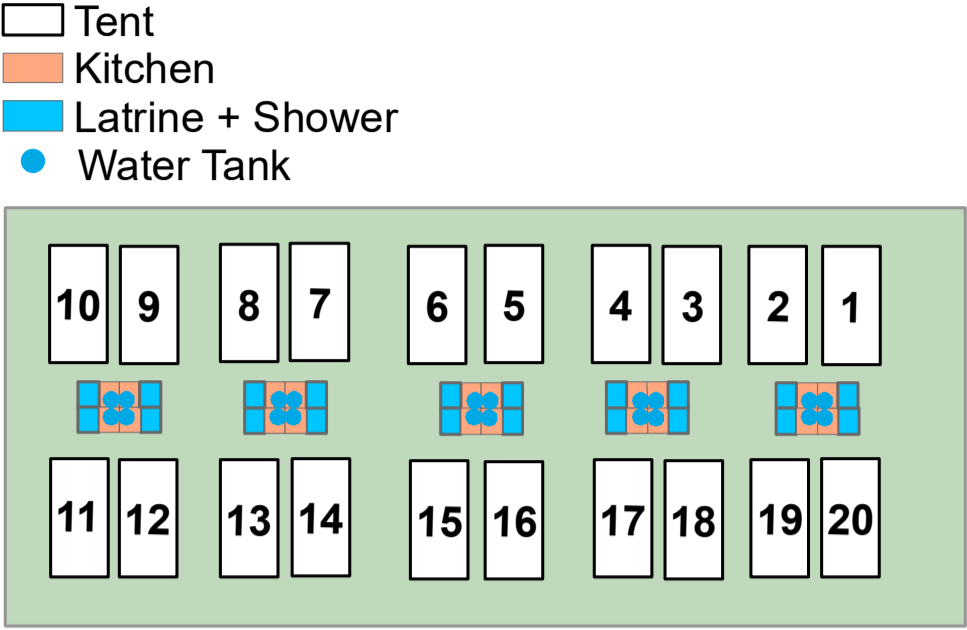 Tent
Kitchen
Latrine + Shower
Water Tank
10 9 8 7 6 5 4 3 2 1
11 12 13 14 15 16 17 18 19 20